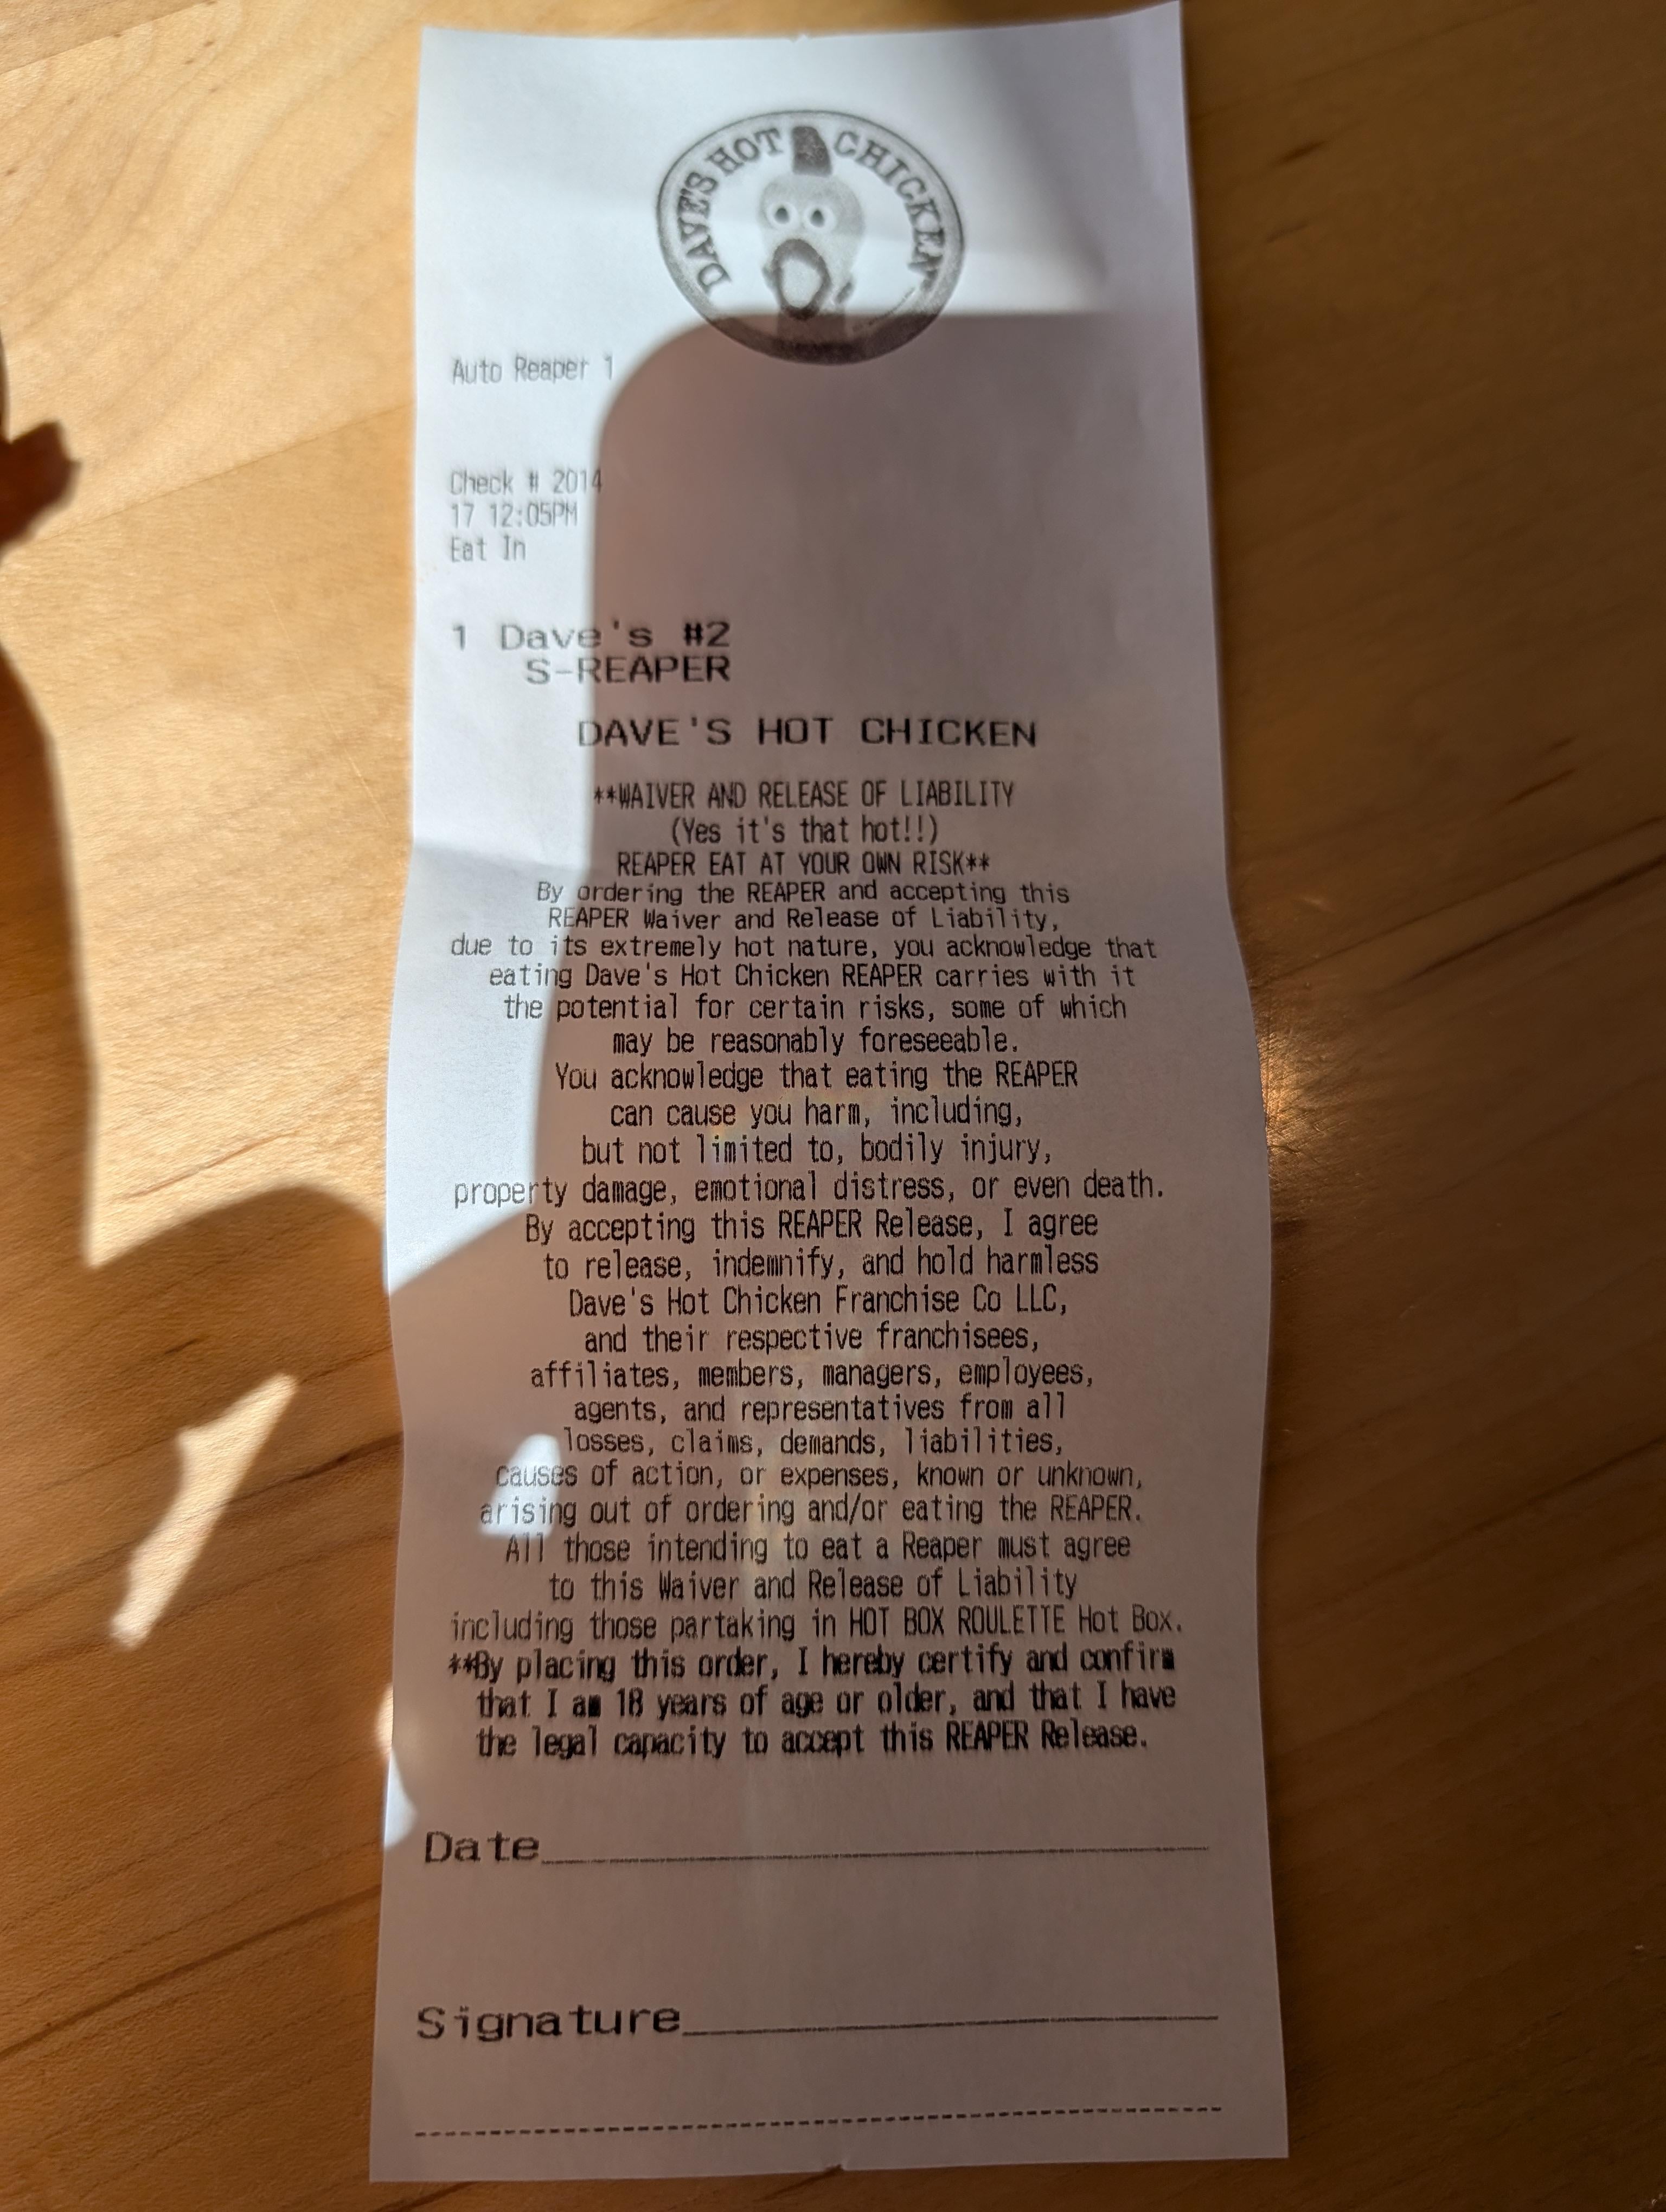 DAVE'S HOT CHICKEN
Auto Reaper 1
Check # 2014
17 12:05PM
Eat In
1 Dave's #2
S-REAPER
DAVE'S HOT CHICKEN
**WAIVER AND RELEASE OF LIABILITY
(Yes it's that hot!!)
REAPER EAT AT YOUR OWN RISK**
By ordering the REAPER and accepting this
REAPER Waiver and Release of Liability,
due to its extremely hot nature, you acknowledge that
eating Dave's Hot Chicken REAPER carries with it
the potential for certain risks, some of which
may be reasonably foreseeable.
You acknowledge that eating the REAPER
can cause you harm, including,
but not limited to, bodily injury,
property damage, emotional distress, or even death.
By accepting this REAPER Release, I agree
to release, indemnify, and hold harmless
Dave's Hot Chicken Franchise Co LLC,
and their respective franchisees,
affiliates, members, managers, employees,
agents, and representatives from all
losses, claims, demands, liabilities,
causes of action, or expenses, known or unknown,
arising out of ordering and/or eating the REAPER.
All those intending to eat a Reaper must agree
to this Waiver and Release of Liability
including those partaking in HOT BOX ROULETTE Hot Box.
**By placing this order, I hereby certify and confirm
that I am 18 years of age or older, and that I have
the legal capacity to accept this REAPER Release.
Date
Signature